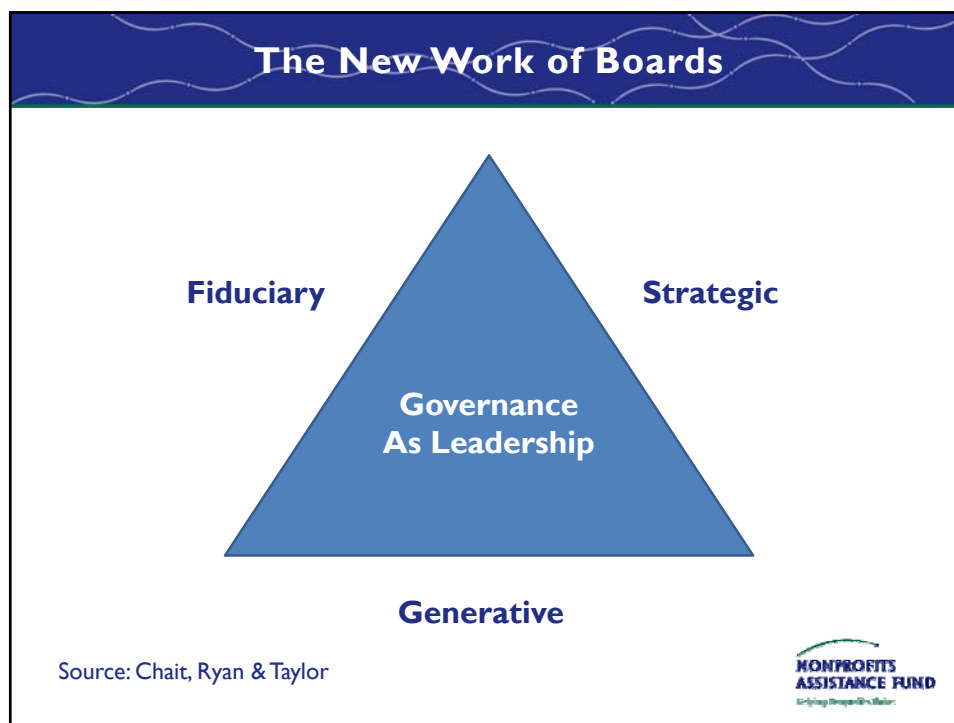 The New Work of Boards
Fiduciary
Strategic
Governance
As Leadership
Generative
Source: Chait, Ryan & Taylor
NONPROFITS
ASSISTANCE FUND